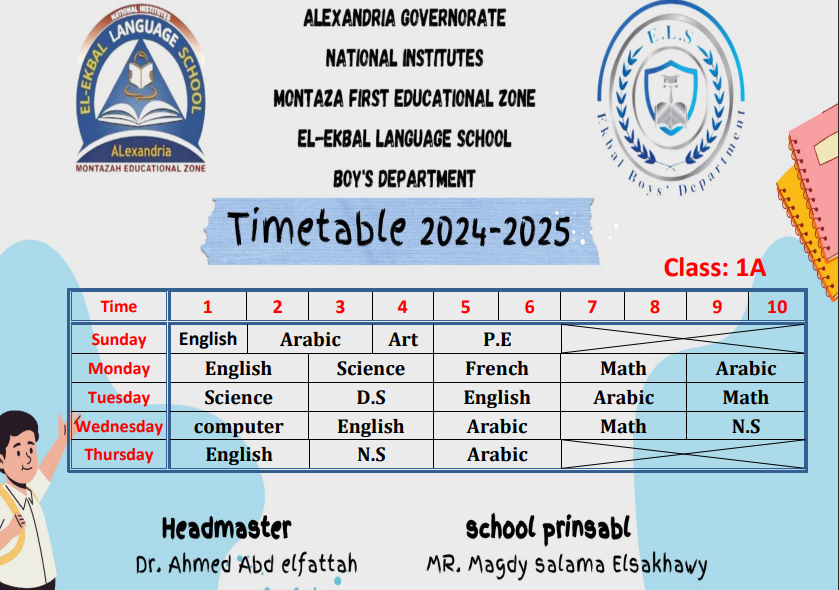 NATIONAL INSTITUTES
EL-EKBAL LANGUAGE SCHOOL
ALexandria
MONTAZAH EDUCATIONAL ZONE
ALEXANDRIA GOVERNORATE
NATIONAL INSTITUTES
MONTAZA FIRST EDUCATIONAL ZONE
EL-EKBAL LANGUAGE SCHOOL
BOY'S DEPARTMENT
E.L.S
Ekbal Boys' Department
Timetable 2024-2025
Class: 1A
Time 1 2 3 4 5 6 7 8 9 10
Sunday English Arabic Art P.E
Monday English Science French Math Arabic
Tuesday Science D.S English Arabic Math
Wednesday computer English Arabic Math N.S
Thursday English N.S Arabic
Headmaster school prinsabl
Dr. Ahmed Abd elfattah MR. Magdy salama Elsakhawy